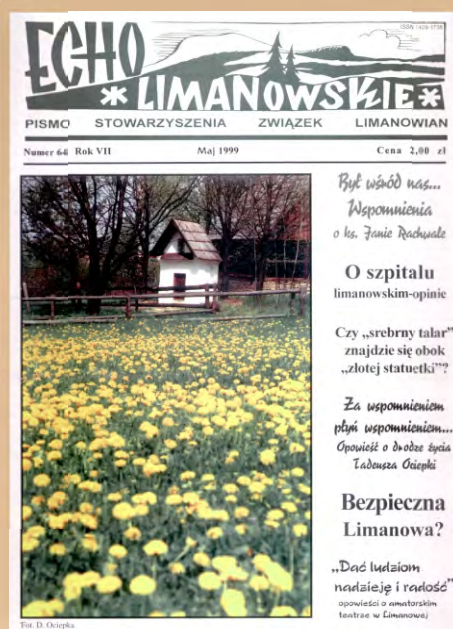 ISSN 1429-1738
ECHO
* LIMANOWSKIE *
PISMO STOWARZYSZENIA ZWIĄZEK LIMANOWIAN
Numer 64 Rok VII Maj 1999 Cena 2,00 zł
Był wśród nas...
Wspomnienia
o ks. Janie Rachwale
O szpitalu
limanowskim-opinie
Czy „srebrny talar"
znajdzie się obok
„złotej statuetki"?
Za wspomnieniem
płyń wspomnieniem...
Opowieść o drodze życia
Tadeusza Ociepki
Bezpieczna
Limanowa?
„Dać ludziom
nadzieję i radość"
opowieści o amatorskim
teatrze w Limanowej
Fot. D. Ociepka